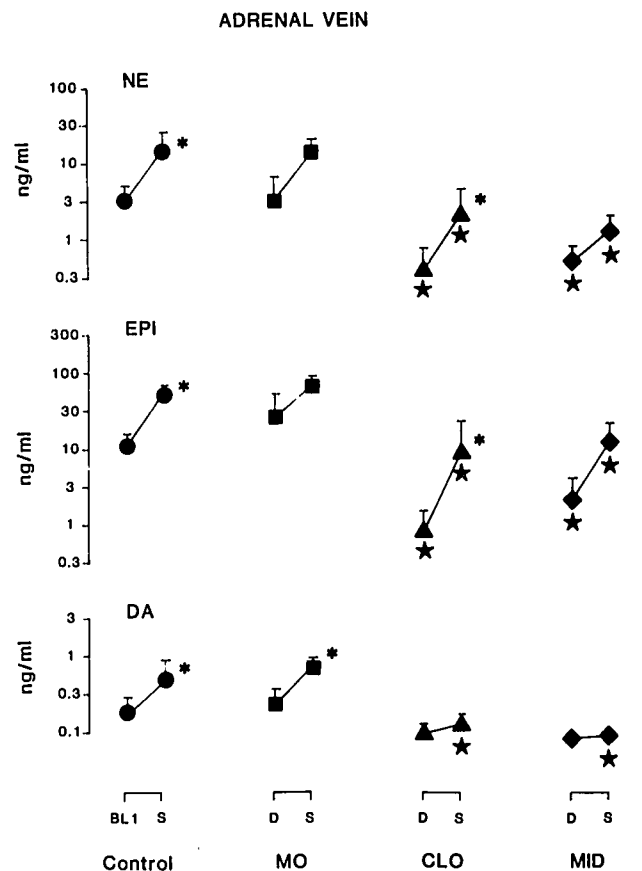 ADRENAL VEIN
NE
100
30
10
3
1
0.3
ng/ml
*
*
EPI
300
100
30
10
3
1
0.3
ng/ml
*
*
DA
3
1
0.3
0.1
ng/ml
*
*
BL1 S D S D S D S
Control MO CLO MID